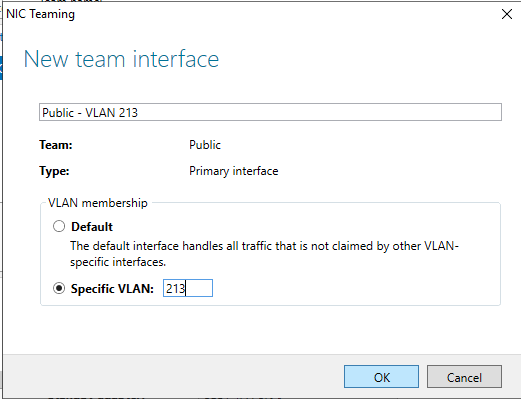 NIC Teaming
New team interface
Public - VLAN 213
Team: Public
Type: Primary interface
VLAN membership
Default
The default interface handles all traffic that is not claimed by other VLAN-
specific interfaces.
Specific VLAN: 213
OK Cancel